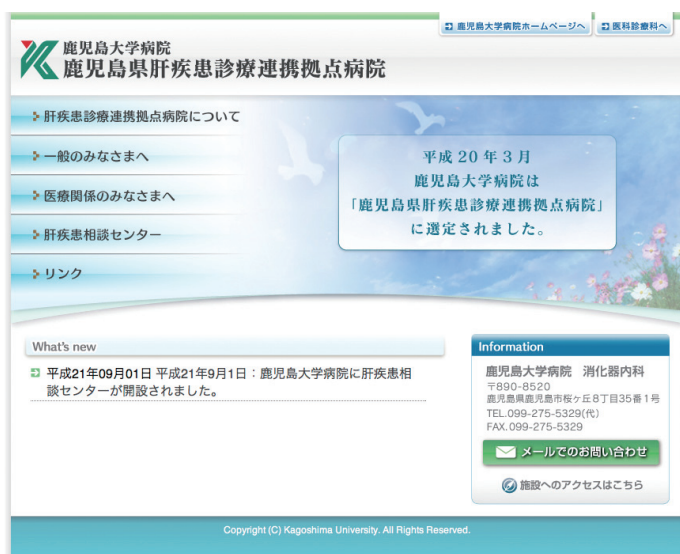 鹿児島大学病院ホームページへ
医科診療科へ
鹿児島大学病院
鹿児島県肝疾患診療連携拠点病院
肝疾患診療連携拠点病院について
一般のみなさまへ
医療関係のみなさまへ
肝疾患相談センター
リンク
平成20年3月
鹿児島大学病院は
「鹿児島県肝疾患診療連携拠点病院」
に選定されました。
What's new
平成21年09月01日 平成21年9月1日：鹿児島大学病院に肝疾患相
談センターが開設されました。
Information
鹿児島大学病院　消化器内科
〒890-8520
鹿児島県鹿児島市桜ヶ丘8丁目35番1号
TEL.099-275-5329(代)
FAX.099-275-5329
メールでのお問い合わせ
施設へのアクセスはこちら
Copyright (C) Kagoshima University. All Rights Reserved.